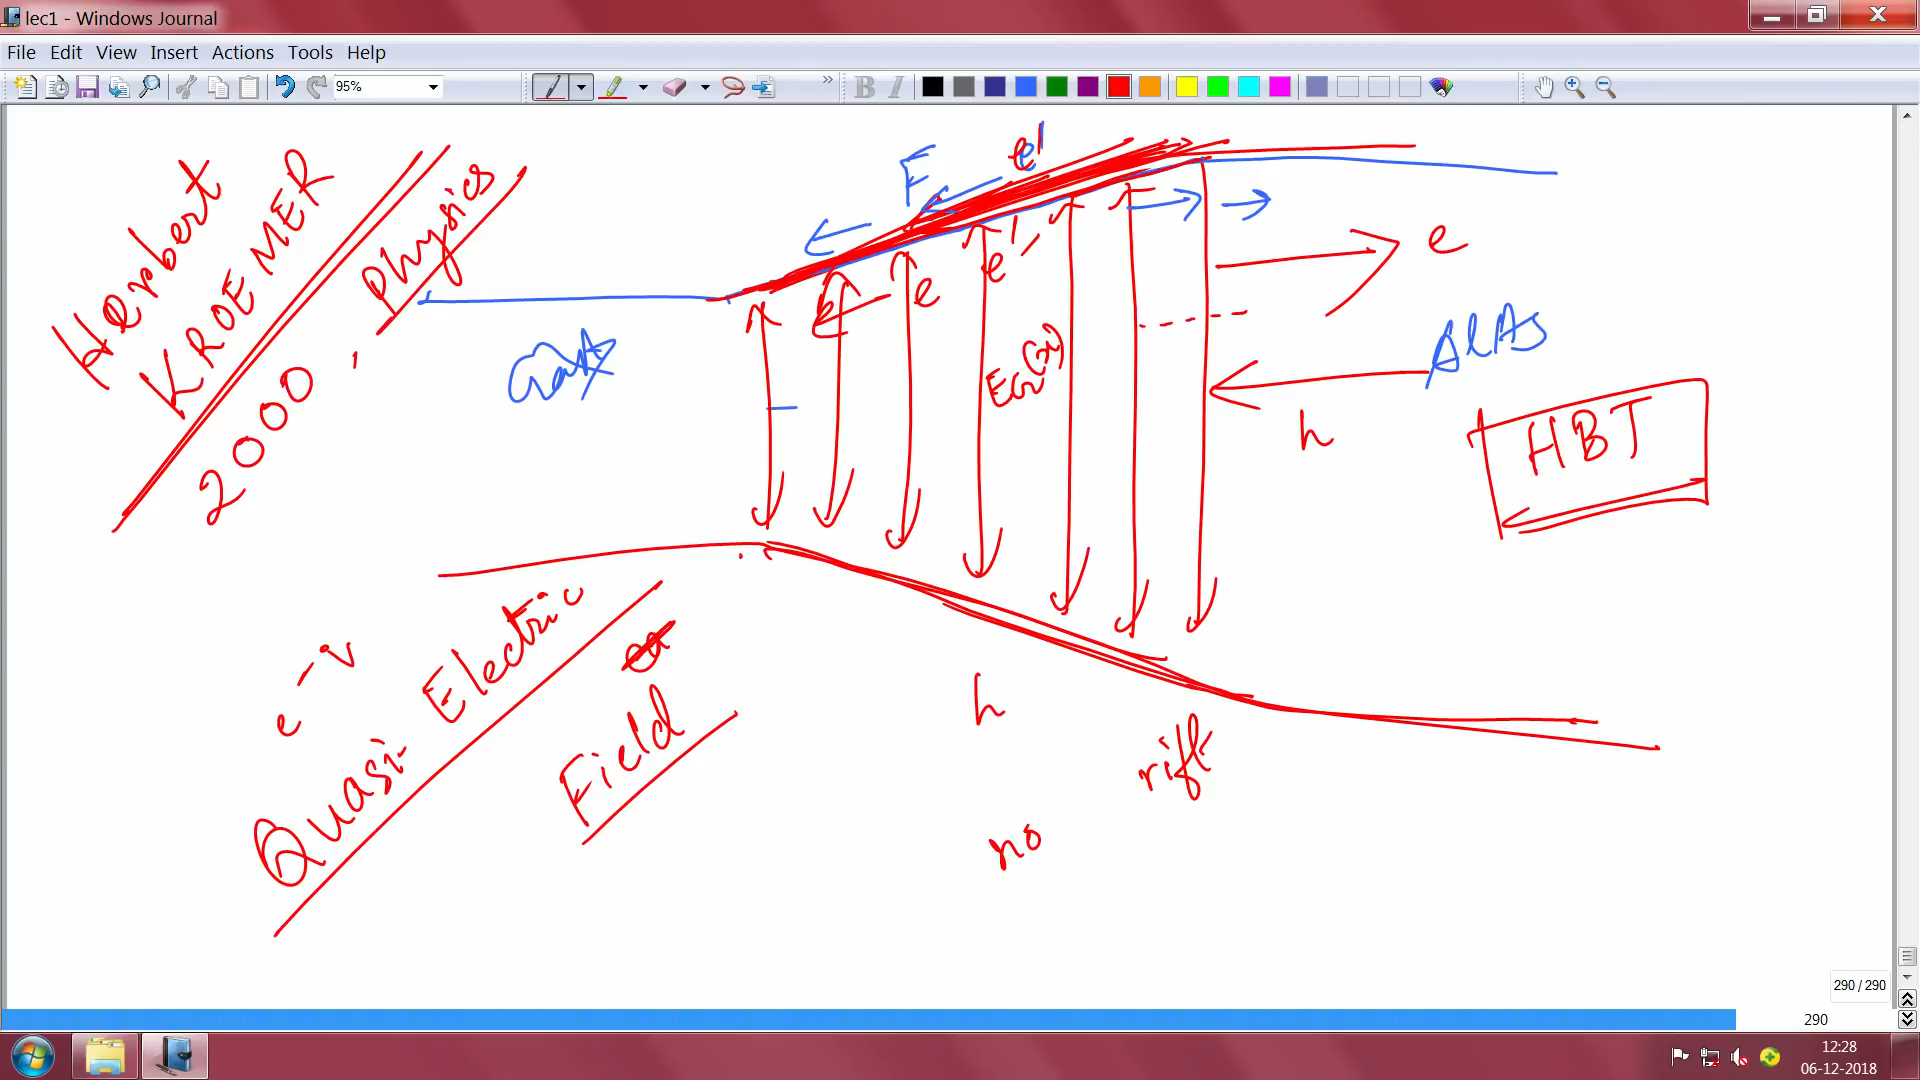 lec1 - Windows Journal
File Edit View Insert Actions Tools Help
95%
B I
Herbert
KROEMER
2000, Physics
F
e
e
e
e
e
EG(x)
GaAs
AlAs
h
HBT
e
Quasi-Electric
Field
h
no
290 / 290
290
12:28
06-12-2018